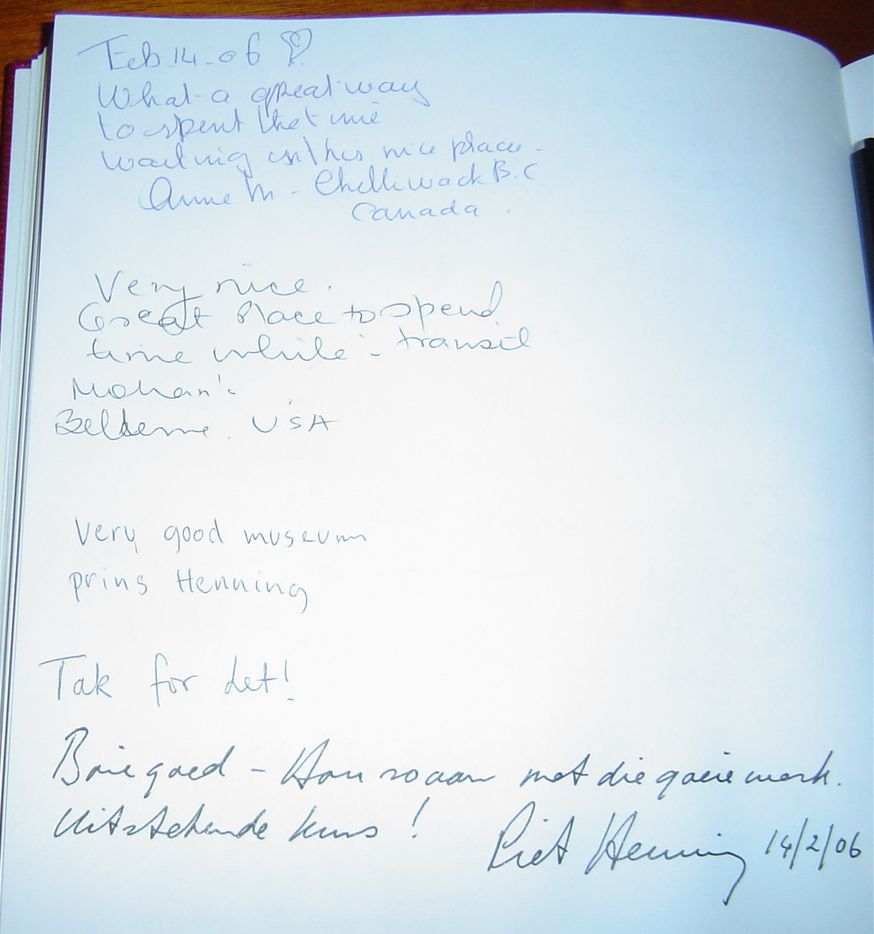 Feb 14-06
What a great way
to spent the time
waiting in this nice place.
Anne M - Chelliwack B.C
Canada.
Very nice.
Great Place to spend
time while - transit
Mohan
USA
Very good museum
prins Henning
Tak for det!
Baie goed - Hou so aan met die goeie werk.
Uitstekende kuns!
Piet Henning 14/2/06